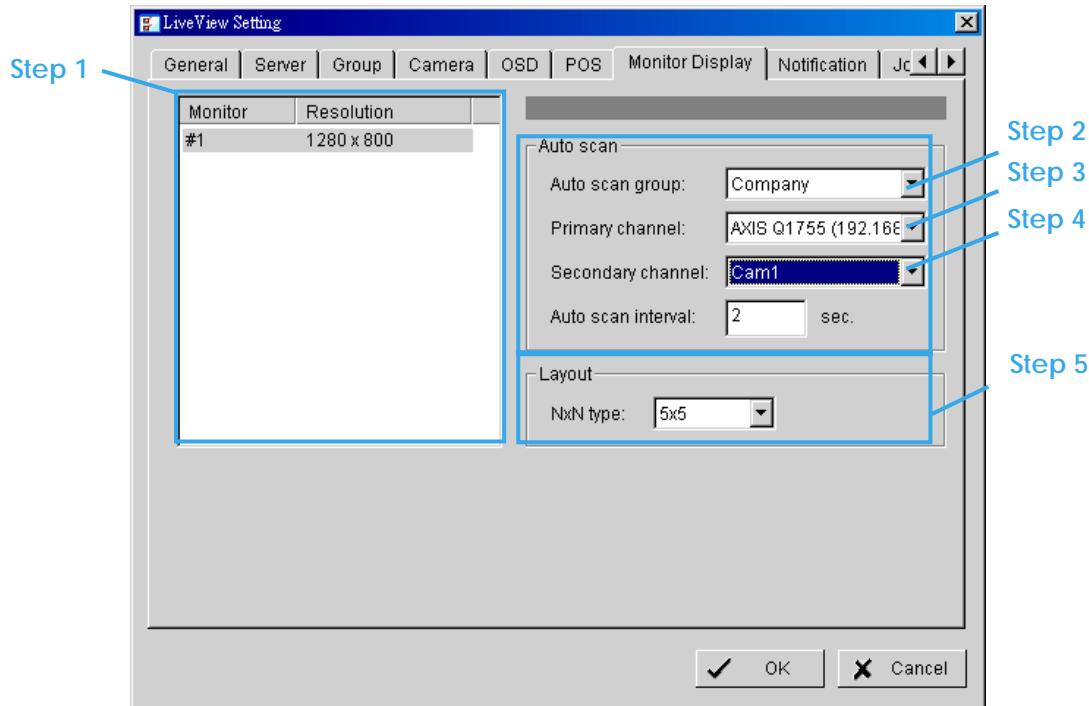 LiveView Setting
Step 1
General Server Group Camera OSD POS Monitor Display Notification
Monitor Resolution
#1 1280 x 800
Auto scan
Step 2
Auto scan group: Company
Step 3
Primary channel: AXIS Q1755 (192.168
Step 4
Secondary channel: Cam1
Auto scan interval: 2 sec.
Step 5
Layout
NxN type: 5x5
OK Cancel